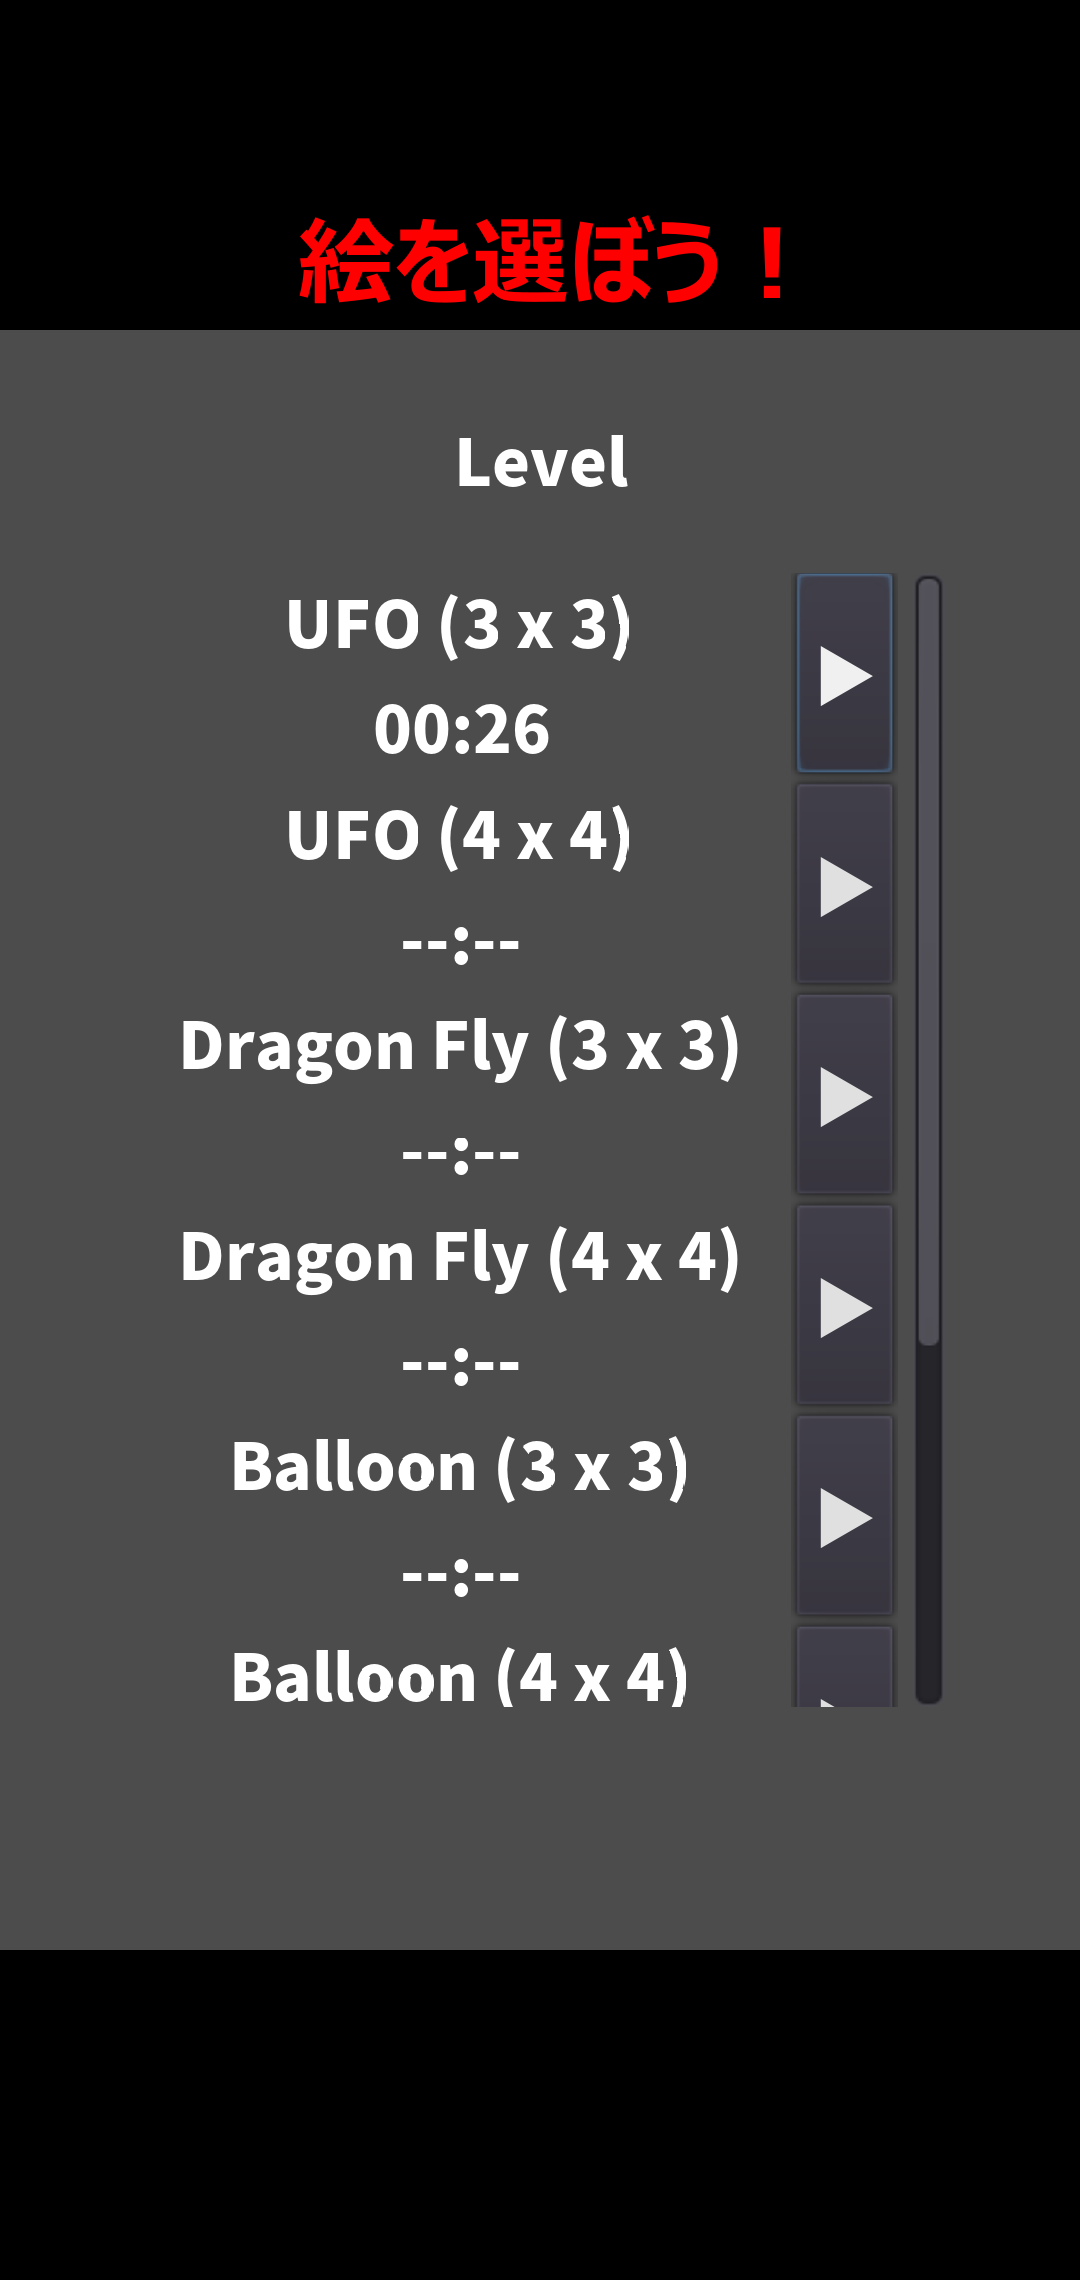 絵を選ぼう！
Level
UFO (3 x 3)
00:26
UFO (4 x 4)
--:--
Dragon Fly (3 x 3)
--:--
Dragon Fly (4 x 4)
--:--
Balloon (3 x 3)
--:--
Balloon (4 x 4)